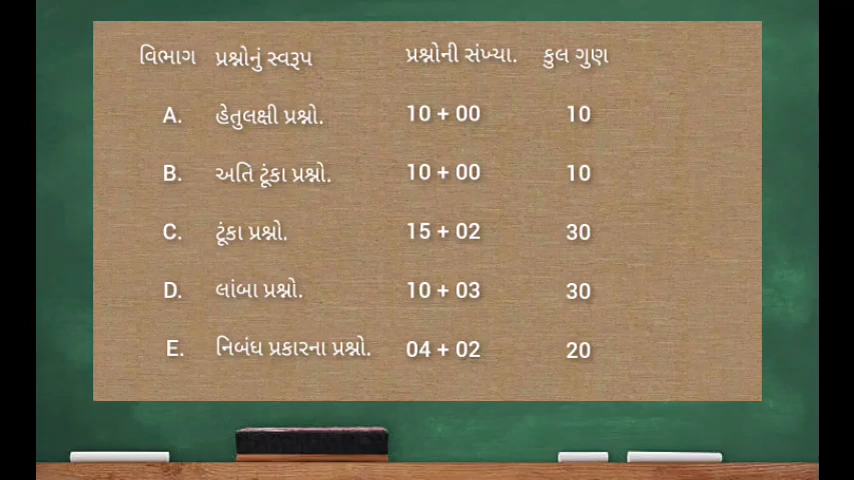 વિભાગ પ્રશ્નોનું સ્વરૂપ પ્રશ્નોની સંખ્યા. કુલ ગુણ
A. હેતુલક્ષી પ્રશ્નો. 10 + 00 10
B. અતિ ટૂંકા પ્રશ્નો. 10 + 00 10
C. ટૂંકા પ્રશ્નો. 15 + 02 30
D. લાંબા પ્રશ્નો. 10 + 03 30
E. નિબંધ પ્રકારના પ્રશ્નો. 04 + 02 20